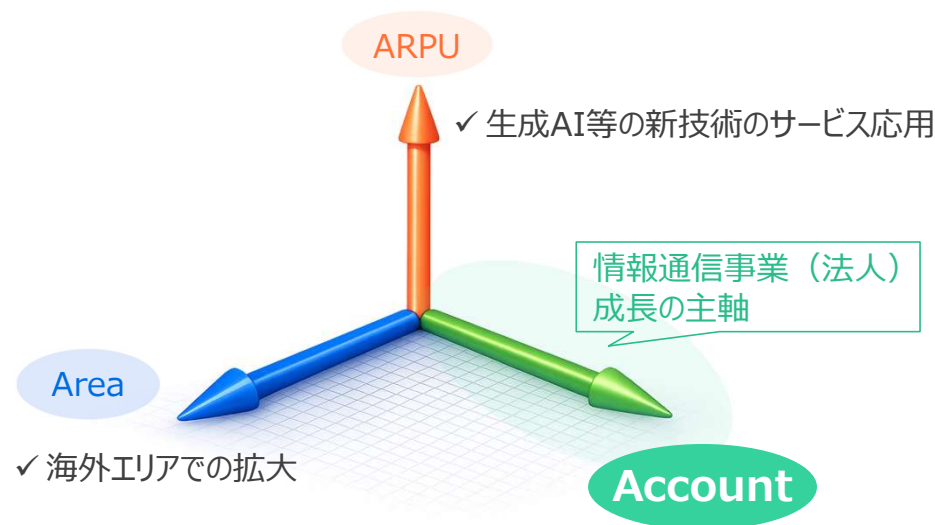 ARPU
✓ 生成AI等の新技術のサービス応用
情報通信事業（法人）
成長の主軸
Area
✓ 海外エリアでの拡大
Account